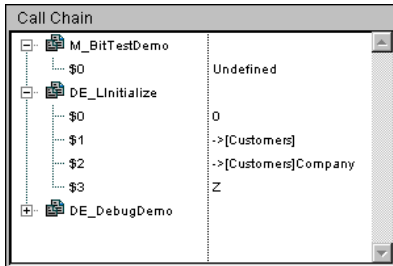 Call Chain
M_BitTestDemo
$0 Undefined
DE_LInitialize
$0 0
$1 ->[Customers]
$2 ->[Customers]Company
$3 Z
DE_DebugDemo